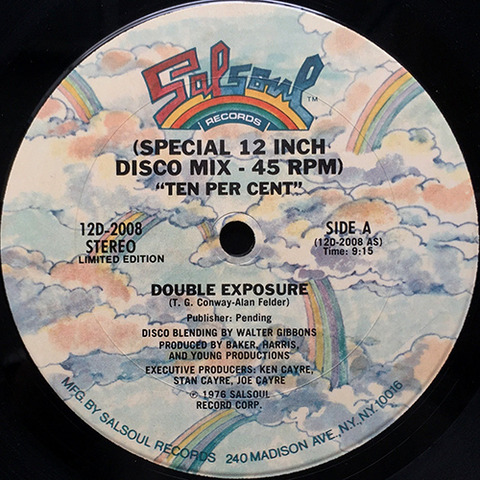 Salsoul™
RECORDS
(SPECIAL 12 INCH
DISCO MIX - 45 RPM)
"TEN PER CENT"
12D-2008
STEREO
LIMITED EDITION
SIDE A
(12D-2008 AS)
Time: 9:15
DOUBLE EXPOSURE
(T. G. Conway-Alan Felder)
Publisher: Pending
DISCO BLENDING BY WALTER GIBBONS
PRODUCED BY BAKER, HARRIS,
AND YOUNG PRODUCTIONS
EXECUTIVE PRODUCERS: KEN CAYRE,
STAN CAYRE, JOE CAYRE
℗ 1976 SALSOUL
RECORD CORP.
MFG. BY SALSOUL RECORDS 240 MADISON AVE., N.Y., N.Y. 10016